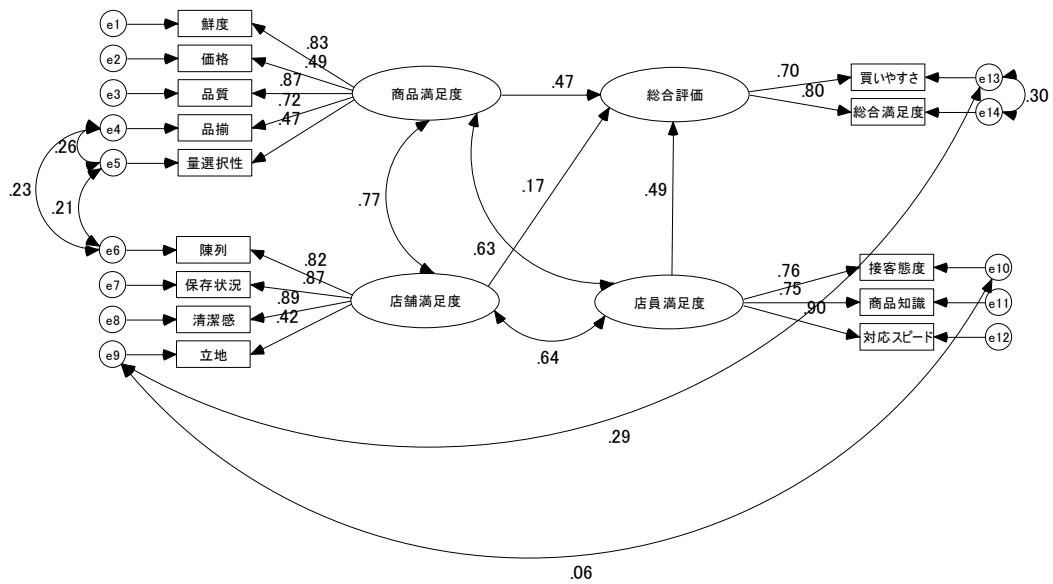 e1
鮮度
e2
価格
e3
品質
e4
品揃
e5
量選択性
.83
.49
.87
.72
.47
商品満足度
.47
総合評価
.70
.80
買いやすさ
総合満足度
e13
e14
.30
.26
.23
.21
.77
.17
.49
.63
e6
陳列
e7
保存状況
e8
清潔感
e9
立地
.82
.87
.89
.42
店舗満足度
店員満足度
.76
.75
.90
接客態度
商品知識
対応スピード
e10
e11
e12
.64
.29
.06